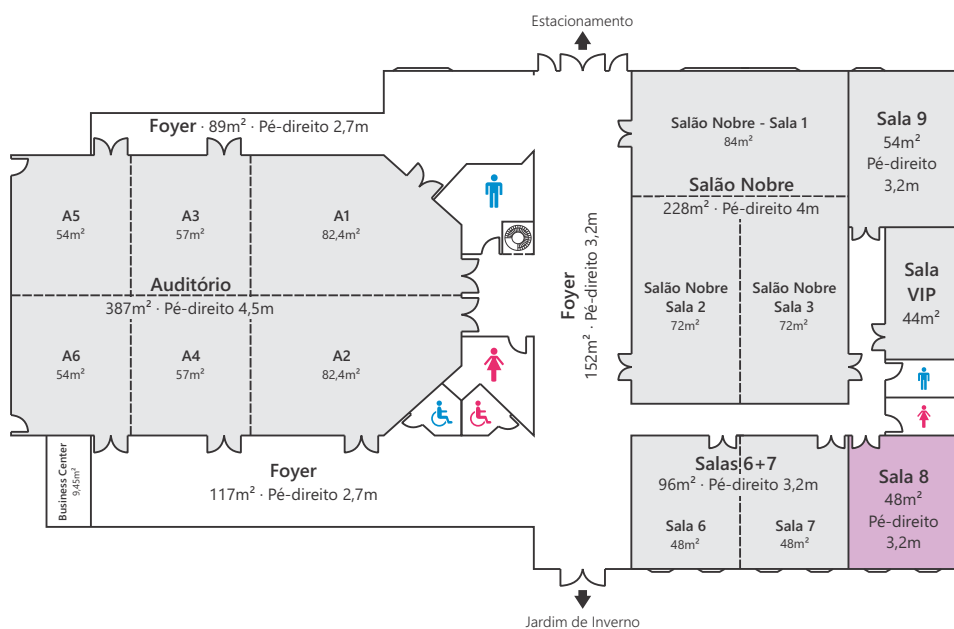 Estacionamento
Foyer · 89m² · Pé-direito 2,7m
Salão Nobre - Sala 1
84m²
Sala 9
54m²
Pé-direito
3,2m
Salão Nobre
228m² · Pé-direito 4m
A5
54m²
A3
57m²
A1
82,4m²
Auditório
387m² · Pé-direito 4,5m
Foyer
152m² · Pé-direito 3,2m
Salão Nobre
Sala 2
72m²
Salão Nobre
Sala 3
72m²
Sala
VIP
44m²
A6
54m²
A4
57m²
A2
82,4m²
Business Center
9,45m²
Foyer
117m² · Pé-direito 2,7m
Salas 6+7
96m² · Pé-direito 3,2m
Sala 6
48m²
Sala 7
48m²
Sala 8
48m²
Pé-direito
3,2m
Jardim de Inverno